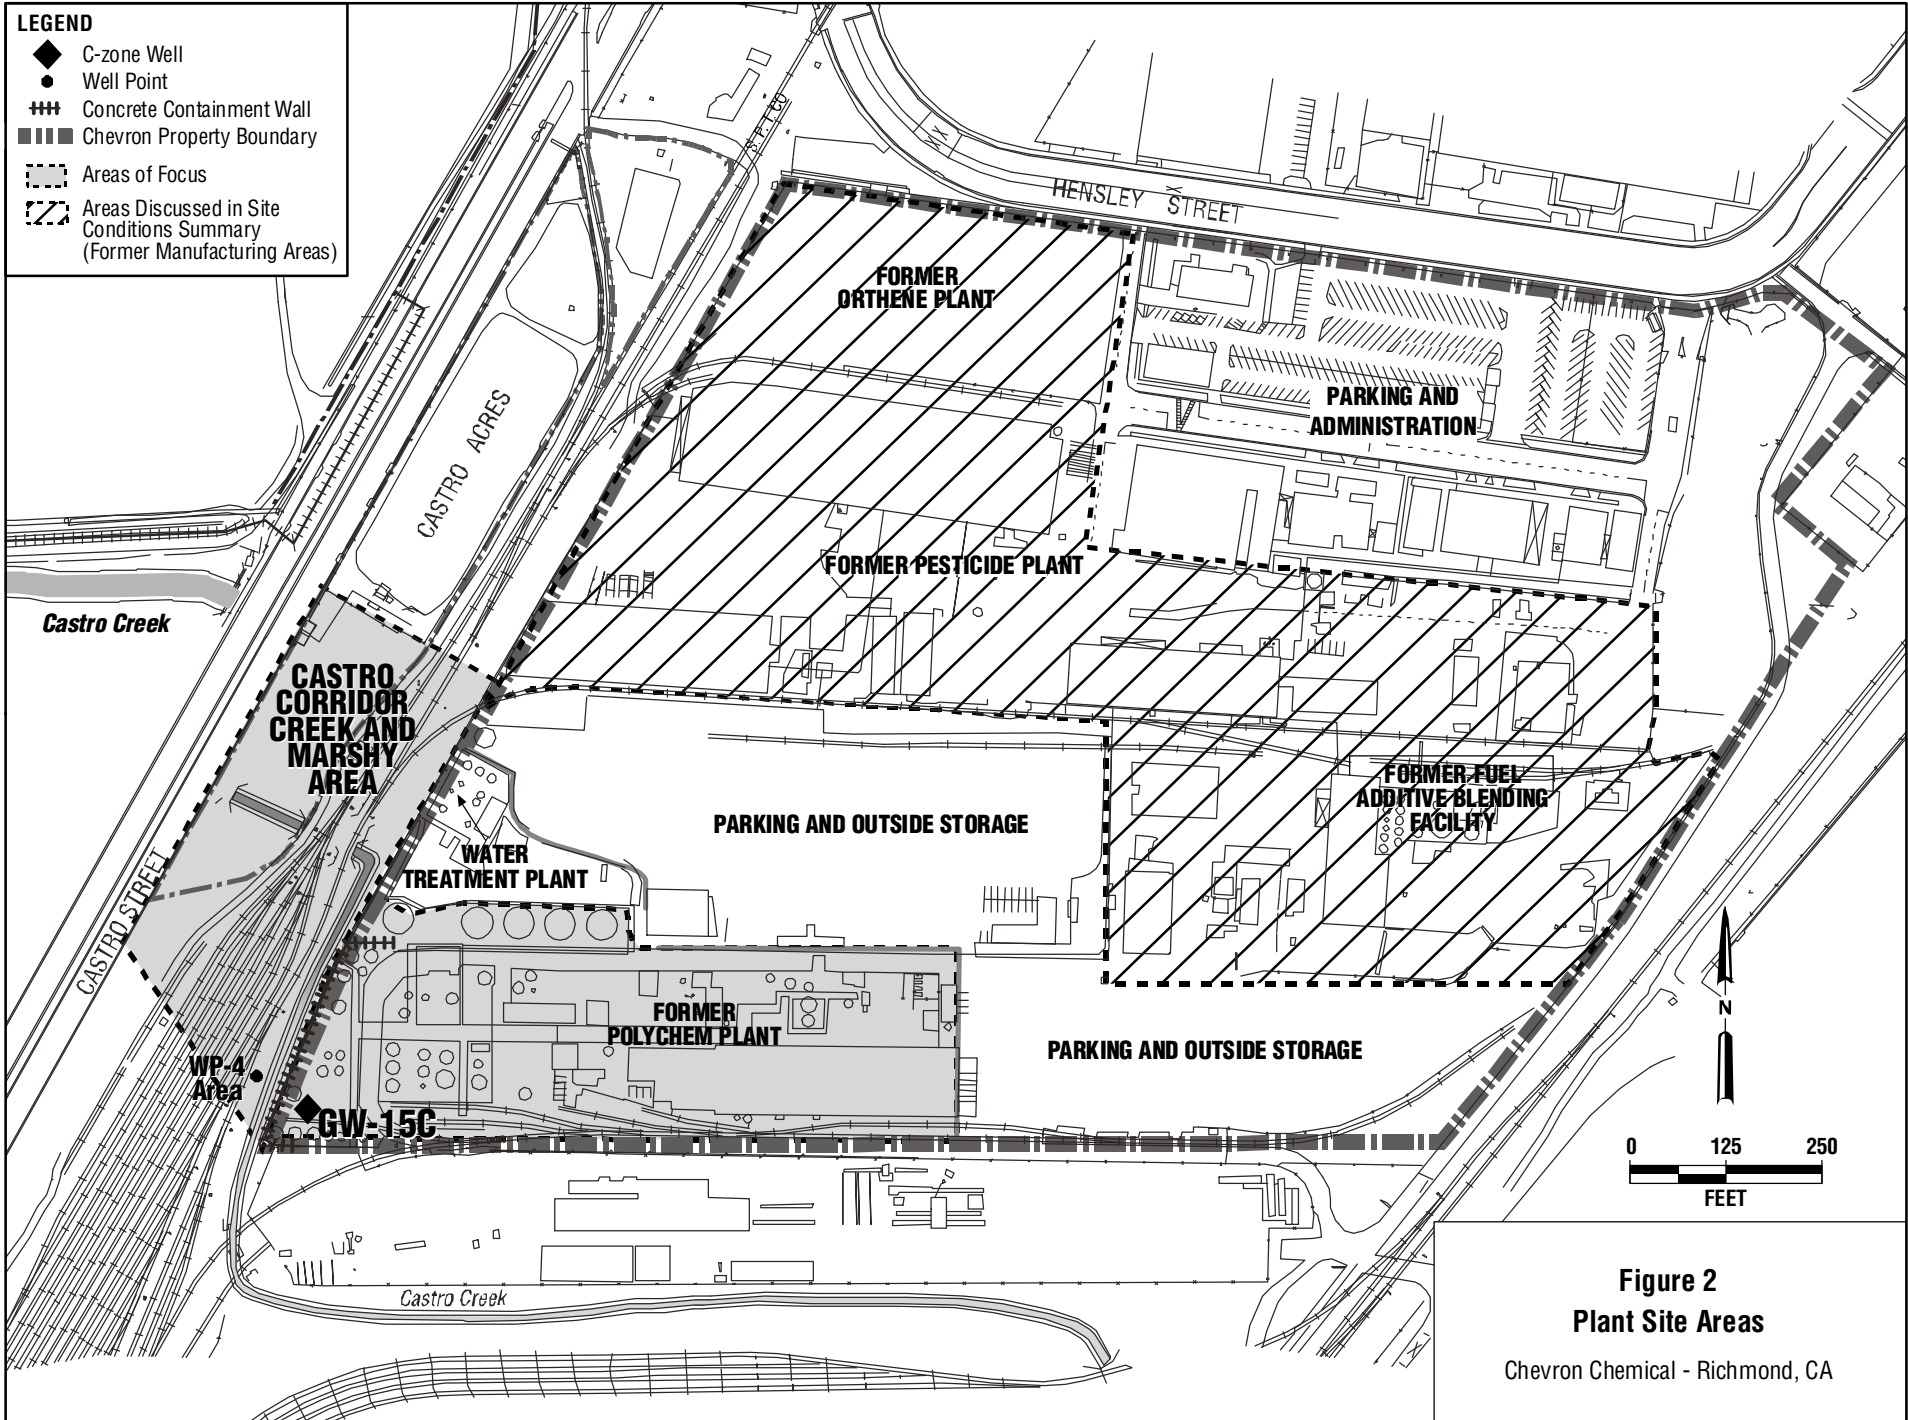 LEGEND
C-zone Well
Well Point
Concrete Containment Wall
Chevron Property Boundary
Areas of Focus
Areas Discussed in Site
Conditions Summary
(Former Manufacturing Areas)
S.P.T.CO
HENSLEY STREET
FORMER
ORTHENE PLANT
PARKING AND
ADMINISTRATION
CASTRO ACRES
FORMER PESTICIDE PLANT
Castro Creek
CASTRO
CORRIDOR
CREEK AND
MARSHY
AREA
FORMER FUEL
ADDITIVE BLENDING
FACILITY
PARKING AND OUTSIDE STORAGE
WATER
TREATMENT PLANT
CASTRO STREET
FORMER
POLYCHEM PLANT
PARKING AND OUTSIDE STORAGE
WP-4
Area
GW-15C
N
0 125 250
FEET
Castro Creek
Figure 2
Plant Site Areas
Chevron Chemical - Richmond, CA